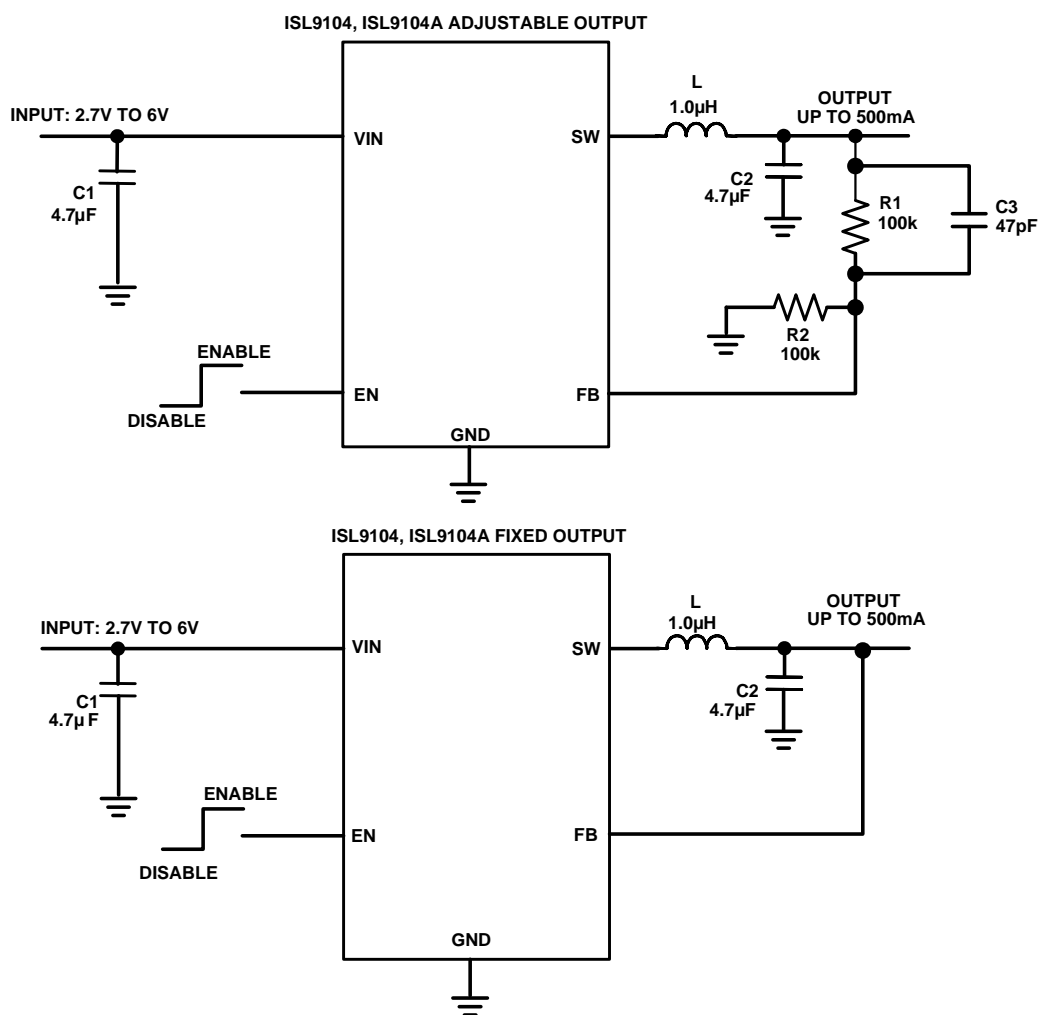 ISL9104, ISL9104A ADJUSTABLE OUTPUT
INPUT: 2.7V TO 6V
VIN
SW
L
1.0µH
OUTPUT
UP TO 500mA
C1
4.7µF
C2
4.7µF
R1
100k
C3
47pF
R2
100k
ENABLE
DISABLE
EN
FB
GND
ISL9104, ISL9104A FIXED OUTPUT
INPUT: 2.7V TO 6V
VIN
SW
L
1.0µH
OUTPUT
UP TO 500mA
C1
4.7µ F
C2
4.7µF
ENABLE
DISABLE
EN
FB
GND